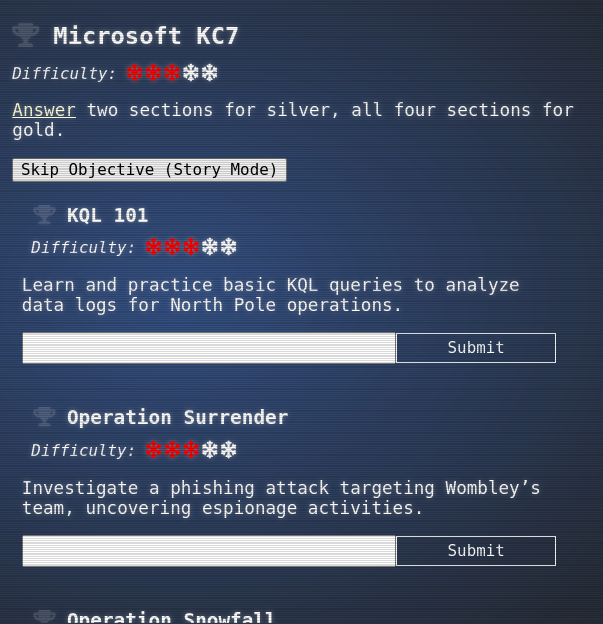 Microsoft KC7
Difficulty:
Answer two sections for silver, all four sections for
gold.
Skip Objective (Story Mode)
KQL 101
Difficulty:
Learn and practice basic KQL queries to analyze
data logs for North Pole operations.
Submit
Operation Surrender
Difficulty:
Investigate a phishing attack targeting Wombley’s
team, uncovering espionage activities.
Submit
Operation Snowfall